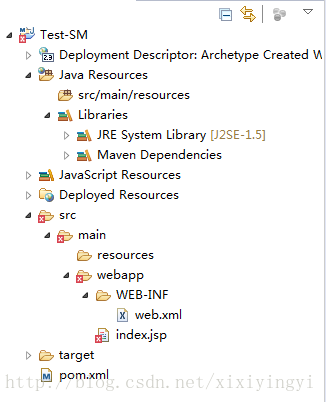 Test-SM
Deployment Descriptor: Archetype Created W
Java Resources
src/main/resources
Libraries
JRE System Library [J2SE-1.5]
Maven Dependencies
JavaScript Resources
Deployed Resources
src
main
resources
webapp
WEB-INF
web.xml
index.jsp
target
pom.xml
http://blog.csdn.net/xixiyingyi